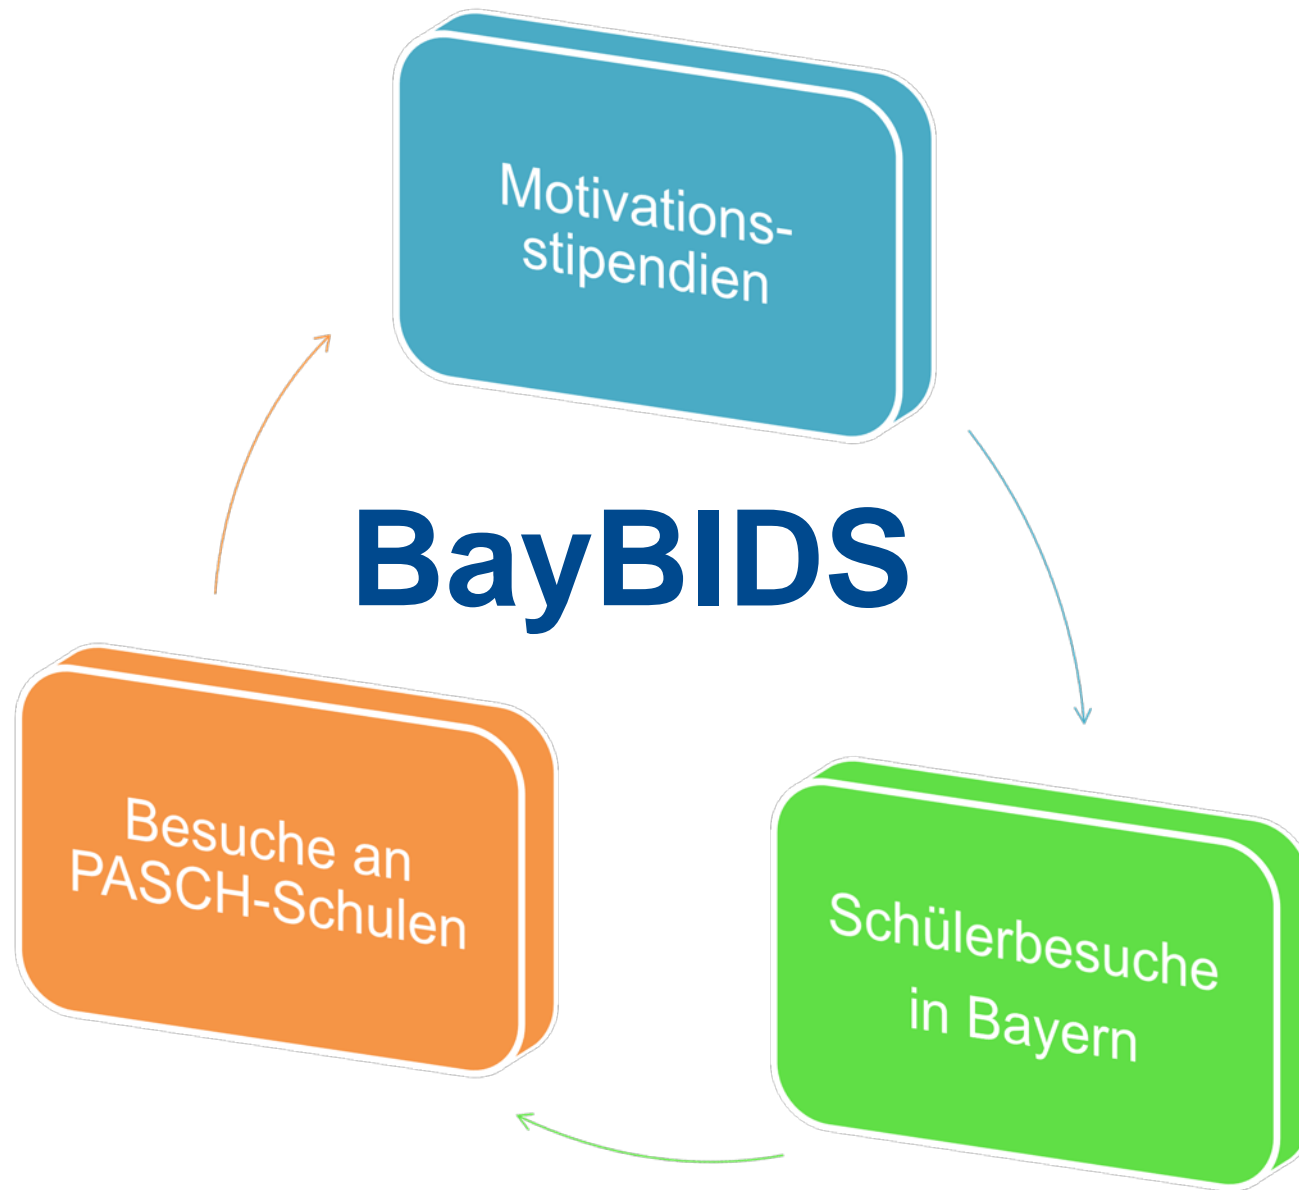 Motivations-
stipendien
BayBIDS
Besuche an
PASCH-Schulen
Schülerbesuche
in Bayern